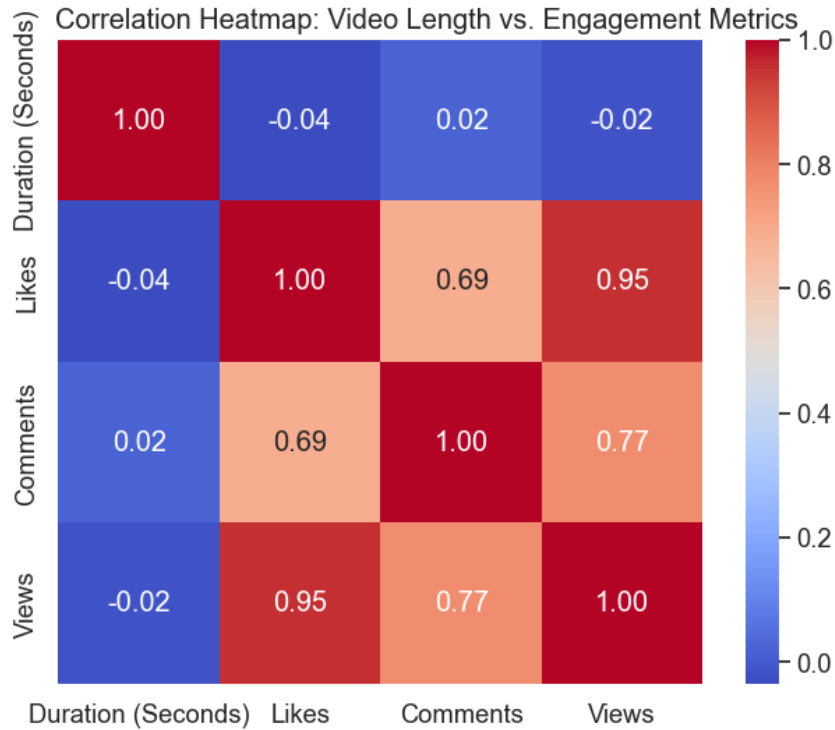 Correlation Heatmap: Video Length vs. Engagement Metrics
Duration (Seconds)
1.00 -0.04 0.02 -0.02
Likes
-0.04 1.00 0.69 0.95
Comments
0.02 0.69 1.00 0.77
Views
-0.02 0.95 0.77 1.00
Duration (Seconds) Likes Comments Views
1.0
0.8
0.6
0.4
0.2
0.0